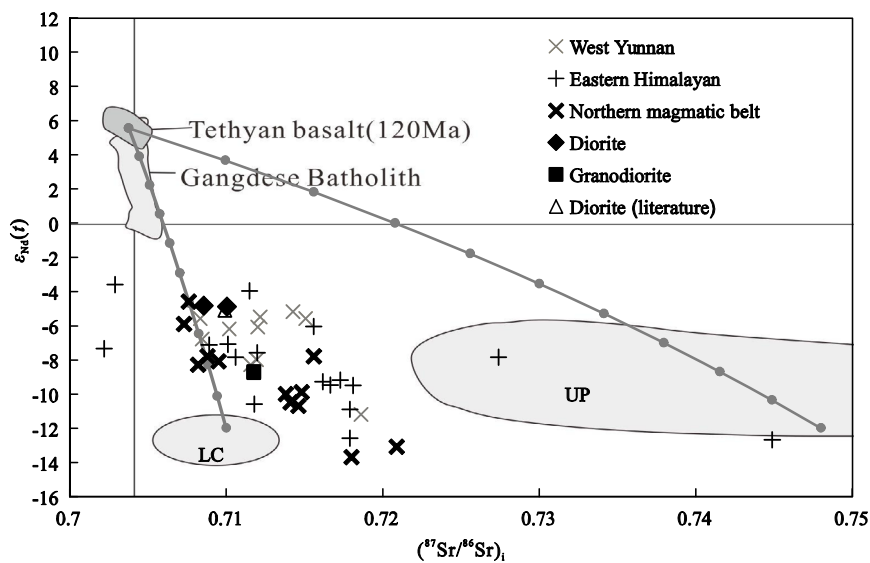 12
10
8
6
4
2
0
-2
-4
-6
-8
-10
-12
-14
-16
εNd(t)
West Yunnan
Eastern Himalayan
Northern magmatic belt
Diorite
Granodiorite
Diorite (literature)
Tethyan basalt(120Ma)
Gangdese Batholith
UP
LC
0.7 0.71 0.72 0.73 0.74 0.75
(⁸⁷Sr/⁸⁶Sr)i